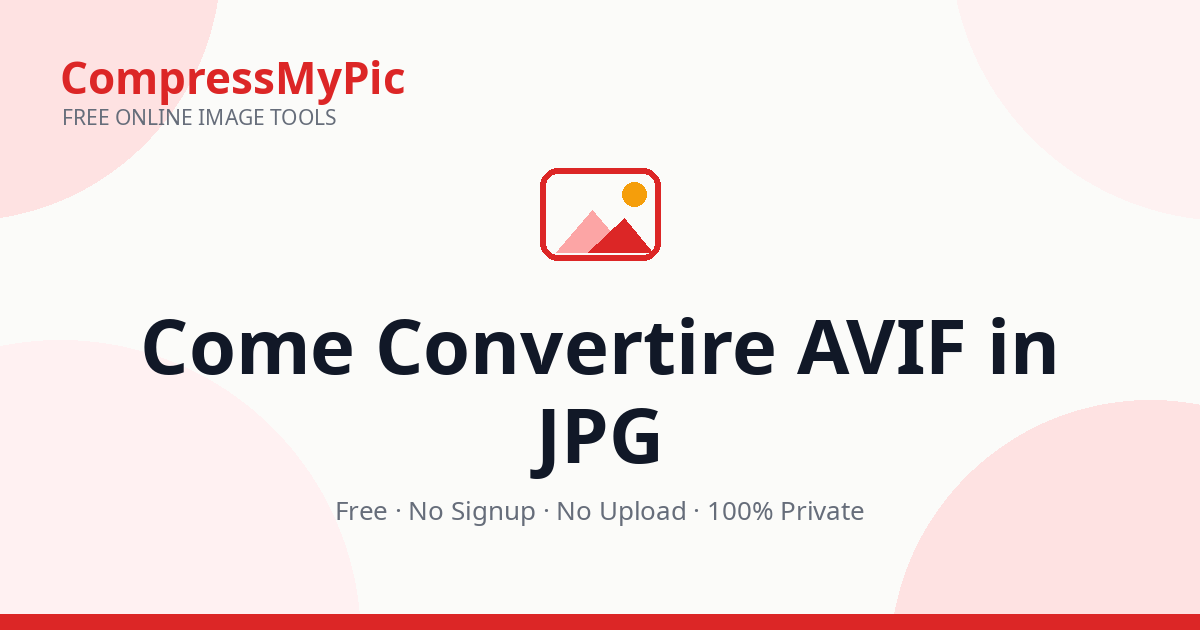 CompressMyPic
FREE ONLINE IMAGE TOOLS
Come Convertire AVIF in
JPG
Free · No Signup · No Upload · 100% Private